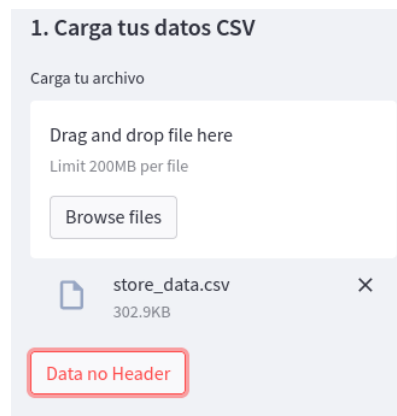 1. Carga tus datos CSV
Carga tu archivo
Drag and drop file here
Limit 200MB per file
Browse files
store_data.csv
302.9KB
Data no Header